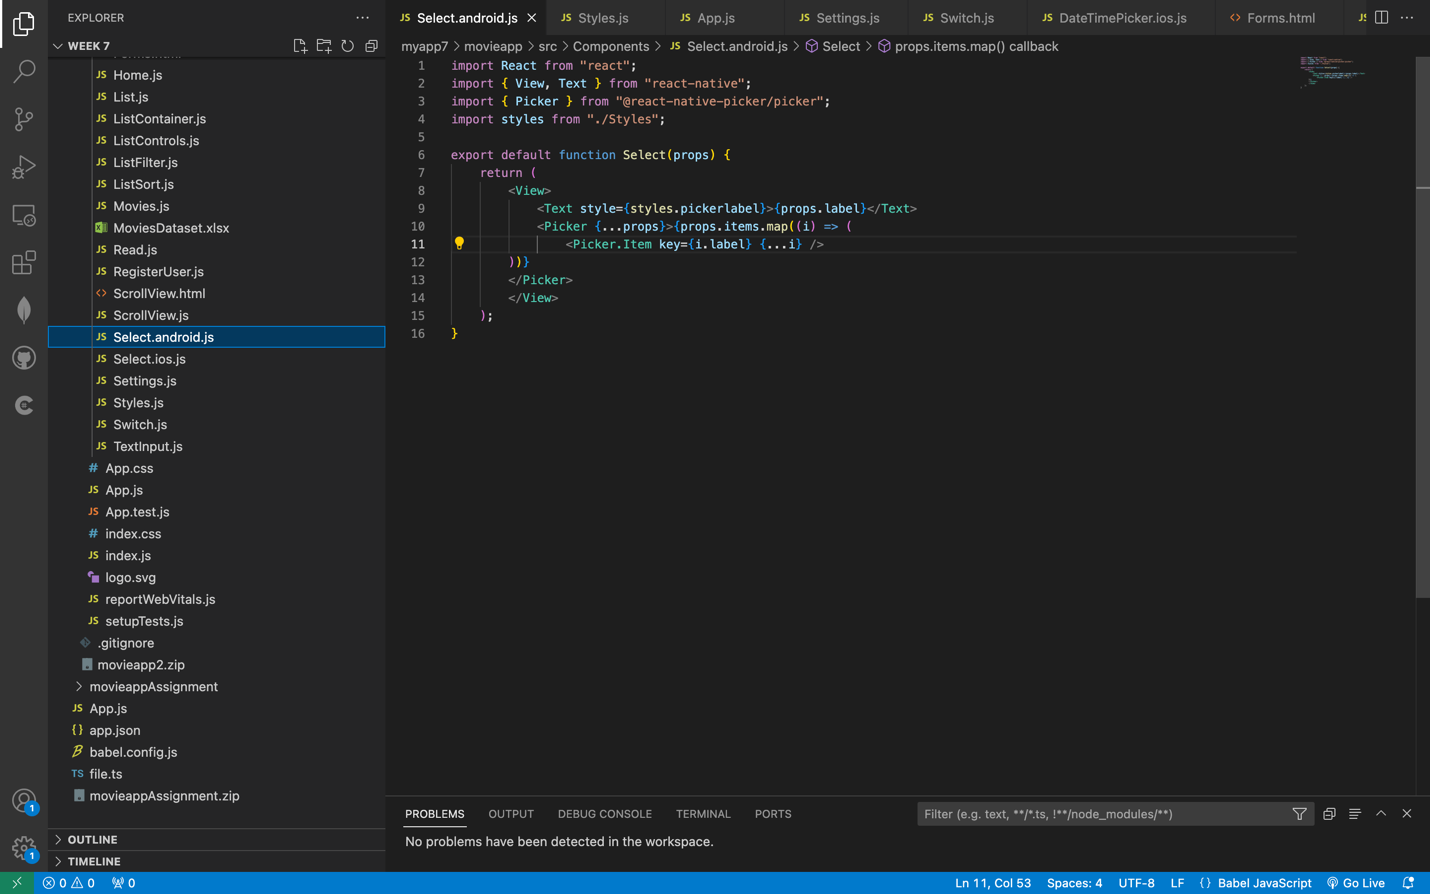 EXPLORER
WEEK 7
Home.js
List.js
ListContainer.js
ListControls.js
ListFilter.js
ListSort.js
Movies.js
MoviesDataset.xlsx
Read.js
RegisterUser.js
ScrollView.html
ScrollView.js
Select.android.js
Select.ios.js
Settings.js
Styles.js
Switch.js
TextInput.js
App.css
App.js
App.test.js
index.css
index.js
logo.svg
reportWebVitals.js
setupTests.js
.gitignore
movieapp2.zip
movieappAssignment
App.js
app.json
babel.config.js
file.ts
movieappAssignment.zip
OUTLINE
TIMELINE
JS Select.android.js JS Styles.js JS App.js JS Settings.js JS Switch.js JS DateTimePicker.ios.js <> Forms.html
myapp7 > movieapp > src > Components > JS Select.android.js > Select > props.items.map() callback
1 import React from "react";
2 import { View, Text } from "react-native";
3 import { Picker } from "@react-native-picker/picker";
4 import styles from "./Styles";
5
6 export default function Select(props) {
7 return (
8 <View>
9 <Text style={styles.pickerlabel}>{props.label}</Text>
10 <Picker {...props}>{props.items.map((i) => (
11 <Picker.Item key={i.label} {...i} />
12 ))}
13 </Picker>
14 </View>
15 );
16 }
PROBLEMS OUTPUT DEBUG CONSOLE TERMINAL PORTS
Filter (e.g. text, **/*.ts, !**/node_modules/**)
No problems have been detected in the workspace.
0 0 0 Ln 11, Col 53 Spaces: 4 UTF-8 LF {} Babel JavaScript Go Live